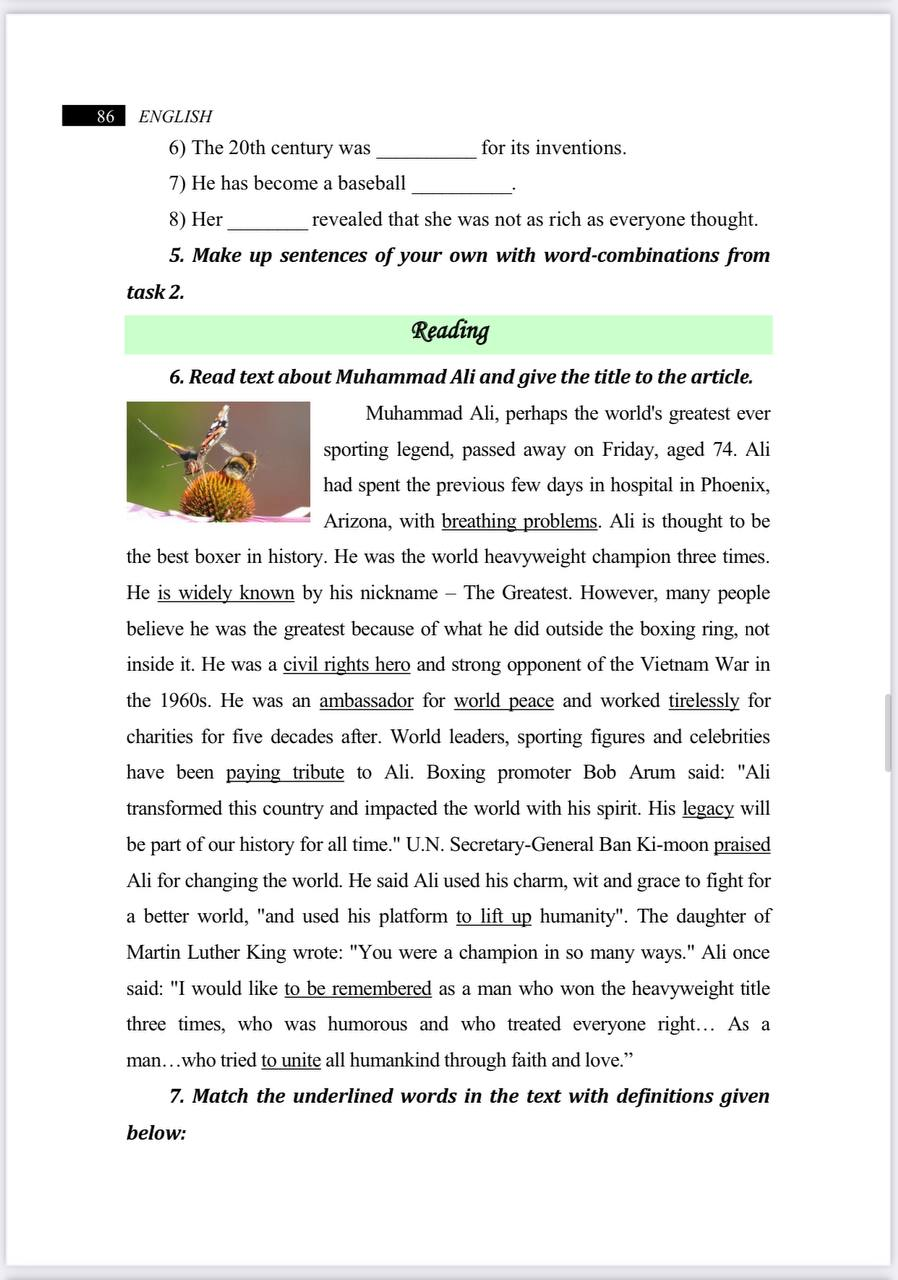 86 ENGLISH
6) The 20th century was __________ for its inventions.
7) He has become a baseball __________.
8) Her ________ revealed that she was not as rich as everyone thought.
5. Make up sentences of your own with word-combinations from
task 2.
Reading
6. Read text about Muhammad Ali and give the title to the article.
Muhammad Ali, perhaps the world's greatest ever
sporting legend, passed away on Friday, aged 74. Ali
had spent the previous few days in hospital in Phoenix,
Arizona, with breathing problems. Ali is thought to be
the best boxer in history. He was the world heavyweight champion three times.
He is widely known by his nickname – The Greatest. However, many people
believe he was the greatest because of what he did outside the boxing ring, not
inside it. He was a civil rights hero and strong opponent of the Vietnam War in
the 1960s. He was an ambassador for world peace and worked tirelessly for
charities for five decades after. World leaders, sporting figures and celebrities
have been paying tribute to Ali. Boxing promoter Bob Arum said: "Ali
transformed this country and impacted the world with his spirit. His legacy will
be part of our history for all time." U.N. Secretary-General Ban Ki-moon praised
Ali for changing the world. He said Ali used his charm, wit and grace to fight for
a better world, "and used his platform to lift up humanity". The daughter of
Martin Luther King wrote: "You were a champion in so many ways." Ali once
said: "I would like to be remembered as a man who won the heavyweight title
three times, who was humorous and who treated everyone right… As a
man…who tried to unite all humankind through faith and love.”
7. Match the underlined words in the text with definitions given
below: